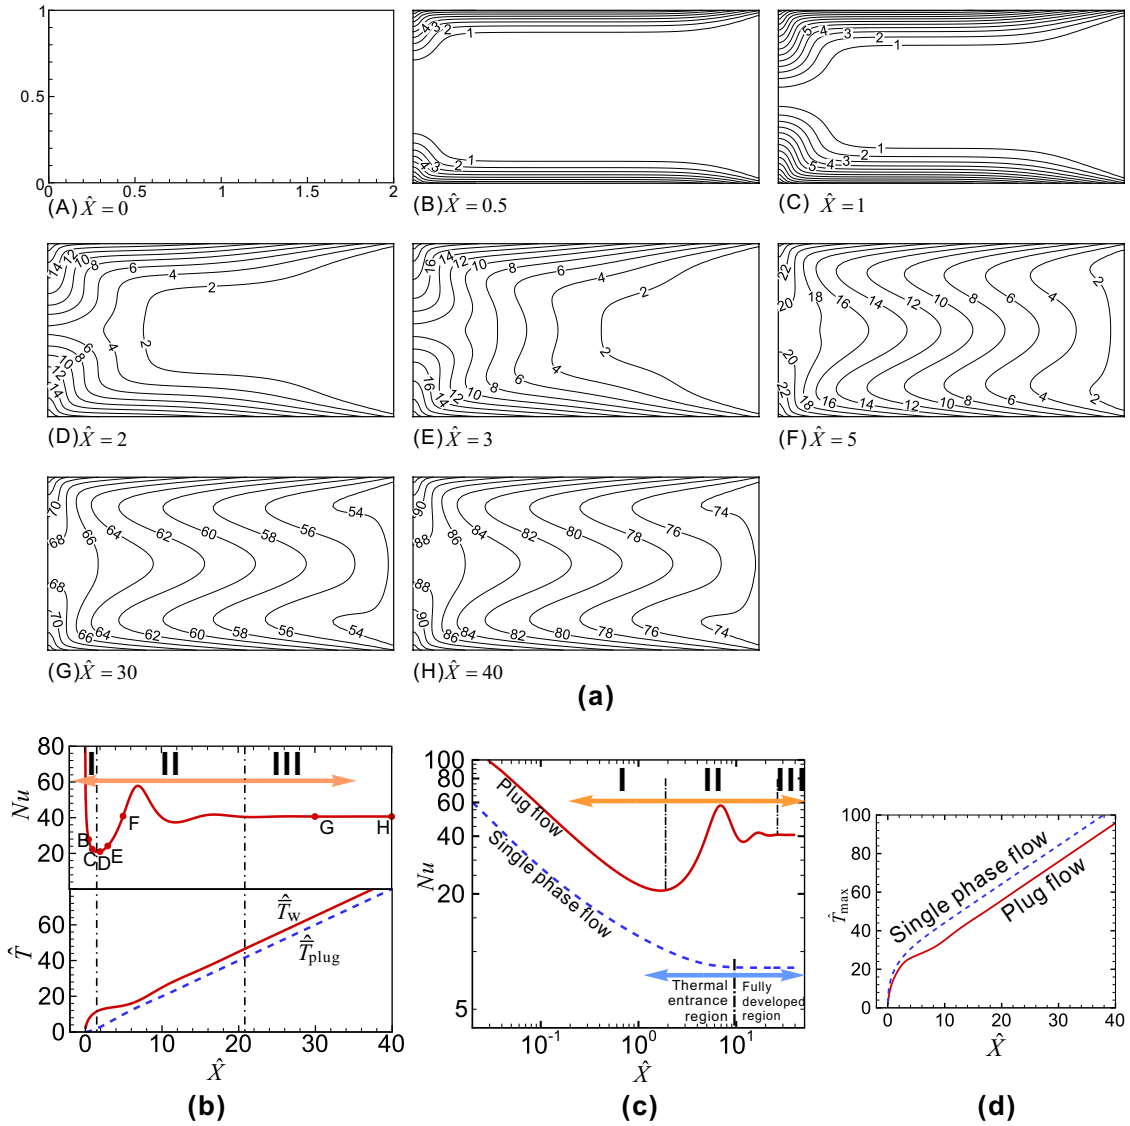 1
0.5
0
0 0.5 1 1.5 2
(A) X̂ = 0
4 3 2 1
4 3 2 1
(B) X̂ = 0.5
5 4 3 2 1
5 4 3 2 1
(C) X̂ = 1
14 12 10 8 6 4 2
14 12 10 8 6 4 2
(D) X̂ = 2
16 14 12 10 8 6 4 2
16 14 12 10 8 6 4 2
(E) X̂ = 3
22 20 18 16 14 12 10 8 6 4 2
22 20 18 16 14 12 10 8 6 4 2
(F) X̂ = 5
70 68 66 64 62 60 58 56 54
70 68 66 64 62 60 58 56 54
(G) X̂ = 30
90 88 86 84 82 80 78 76 74
90 88 86 84 82 80 78 76 74
(H) X̂ = 40
(a)
80
60
40
20
Nu
I II III
B C D E F G H
60
40
20
0
T̂
T̿̂w
T̿̂plug
0 10 20 30 40
X̂
(b)
100
80
60
40
20
5
Nu
I II III
Plug flow
Single phase flow
Thermal entrance region
Fully developed region
10⁻¹ 10⁰ 10¹
X̂
(c)
100
80
60
40
20
0
T̂max
Single phase flow
Plug flow
0 10 20 30 40
X̂
(d)